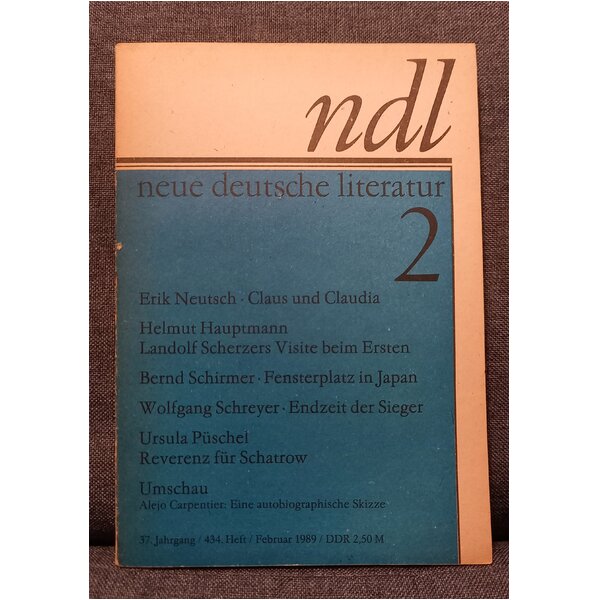 ndl
neue deutsche literatur
2
Erik Neutsch · Claus und Claudia
Helmut Hauptmann
Landolf Scherzers Visite beim Ersten
Bernd Schirmer · Fensterplatz in Japan
Wolfgang Schreyer · Endzeit der Sieger
Ursula Püschel
Reverenz für Schatrow
Umschau
Alejo Carpentier: Eine autobiographische Skizze
37. Jahrgang / 434. Heft / Februar 1989 / DDR 2,50 M